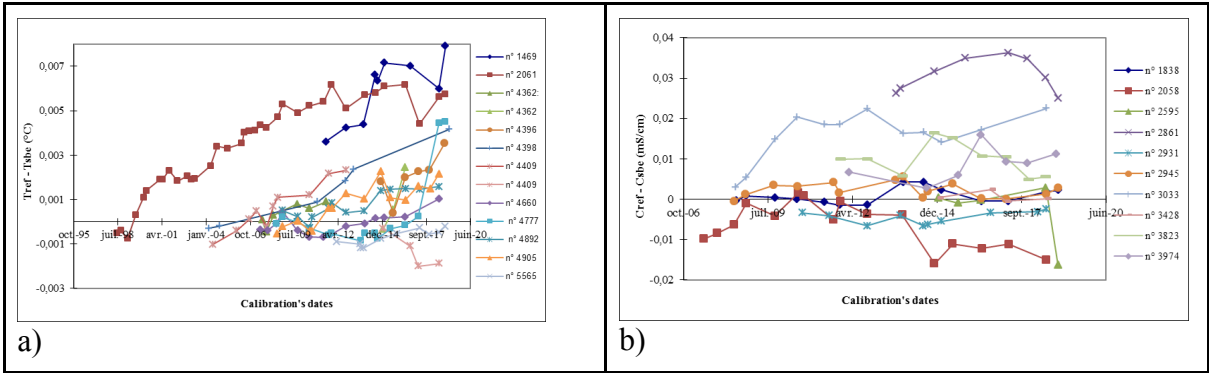 0,007
0,005
0,003
0,001
-0,001
-0,003
Tref - Tsbe (°C)
oct.-95 juil.-98 avr.-01 janv.-04 oct.-06 juil.-09 avr.-12 déc.-14 sept.-17 juin-20
Calibration's dates
n° 1469
n° 2061
n° 4362:
n° 4362
n° 4396
n° 4398
n° 4409
n° 4409
n° 4660
n° 4777
n° 4892
n° 4905
n° 5565
a)
0,04
0,03
0,02
0,01
0
-0,01
-0,02
Cref - Csbe (mS/cm)
oct.-06 juil.-09 avr.-12 déc.-14 sept.-17 juin-20
Calibration's dates
n° 1838
n° 2058
n° 2595
n° 2861
n° 2931
n° 2945
n° 3033
n° 3428
n° 3823
n° 3974
b)